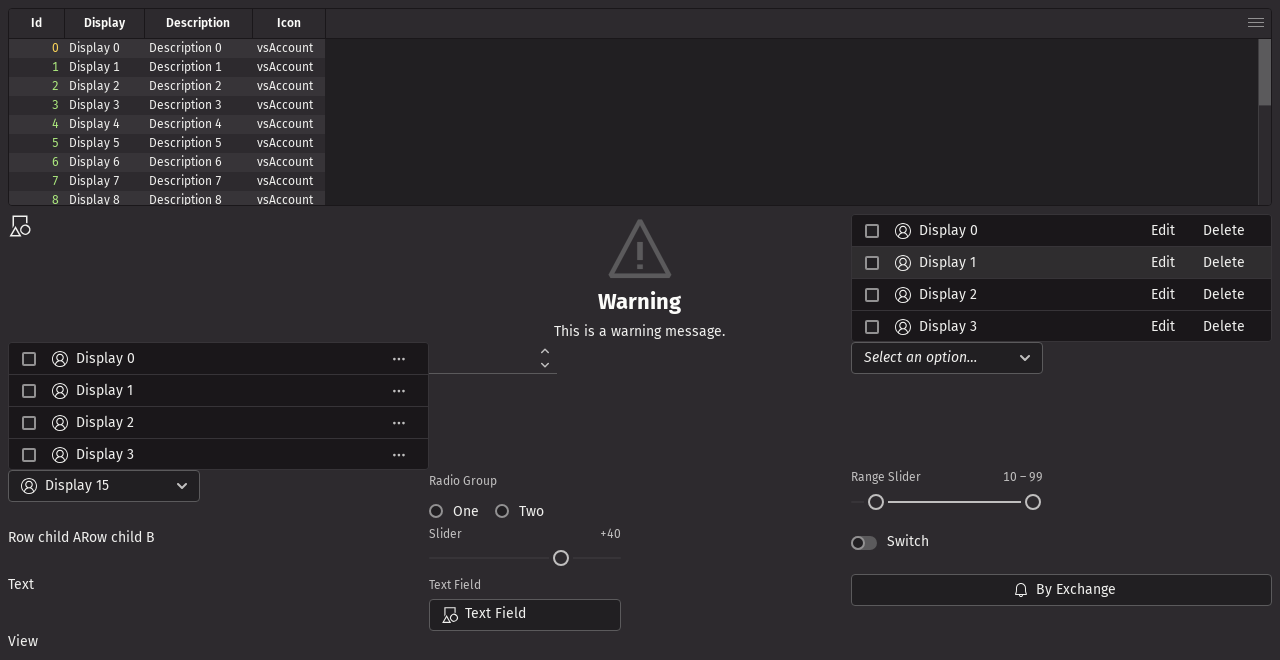 Id Display Description Icon
0 Display 0 Description 0 vsAccount
1 Display 1 Description 1 vsAccount
2 Display 2 Description 2 vsAccount
3 Display 3 Description 3 vsAccount
4 Display 4 Description 4 vsAccount
5 Display 5 Description 5 vsAccount
6 Display 6 Description 6 vsAccount
7 Display 7 Description 7 vsAccount
8 Display 8 Description 8 vsAccount
Warning
This is a warning message.
Display 0 Edit Delete
Display 1
Display 2 Edit Delete
Display 3 Edit Delete
Edit Delete
Select an option...
Display 0
Display 1
Display 2
Display 3
Display 15
Radio Group
One Two
Slider +40
Text Field
Text Field
Range Slider 10 – 99
Switch
By Exchange
Row child ARow child B
Text
View